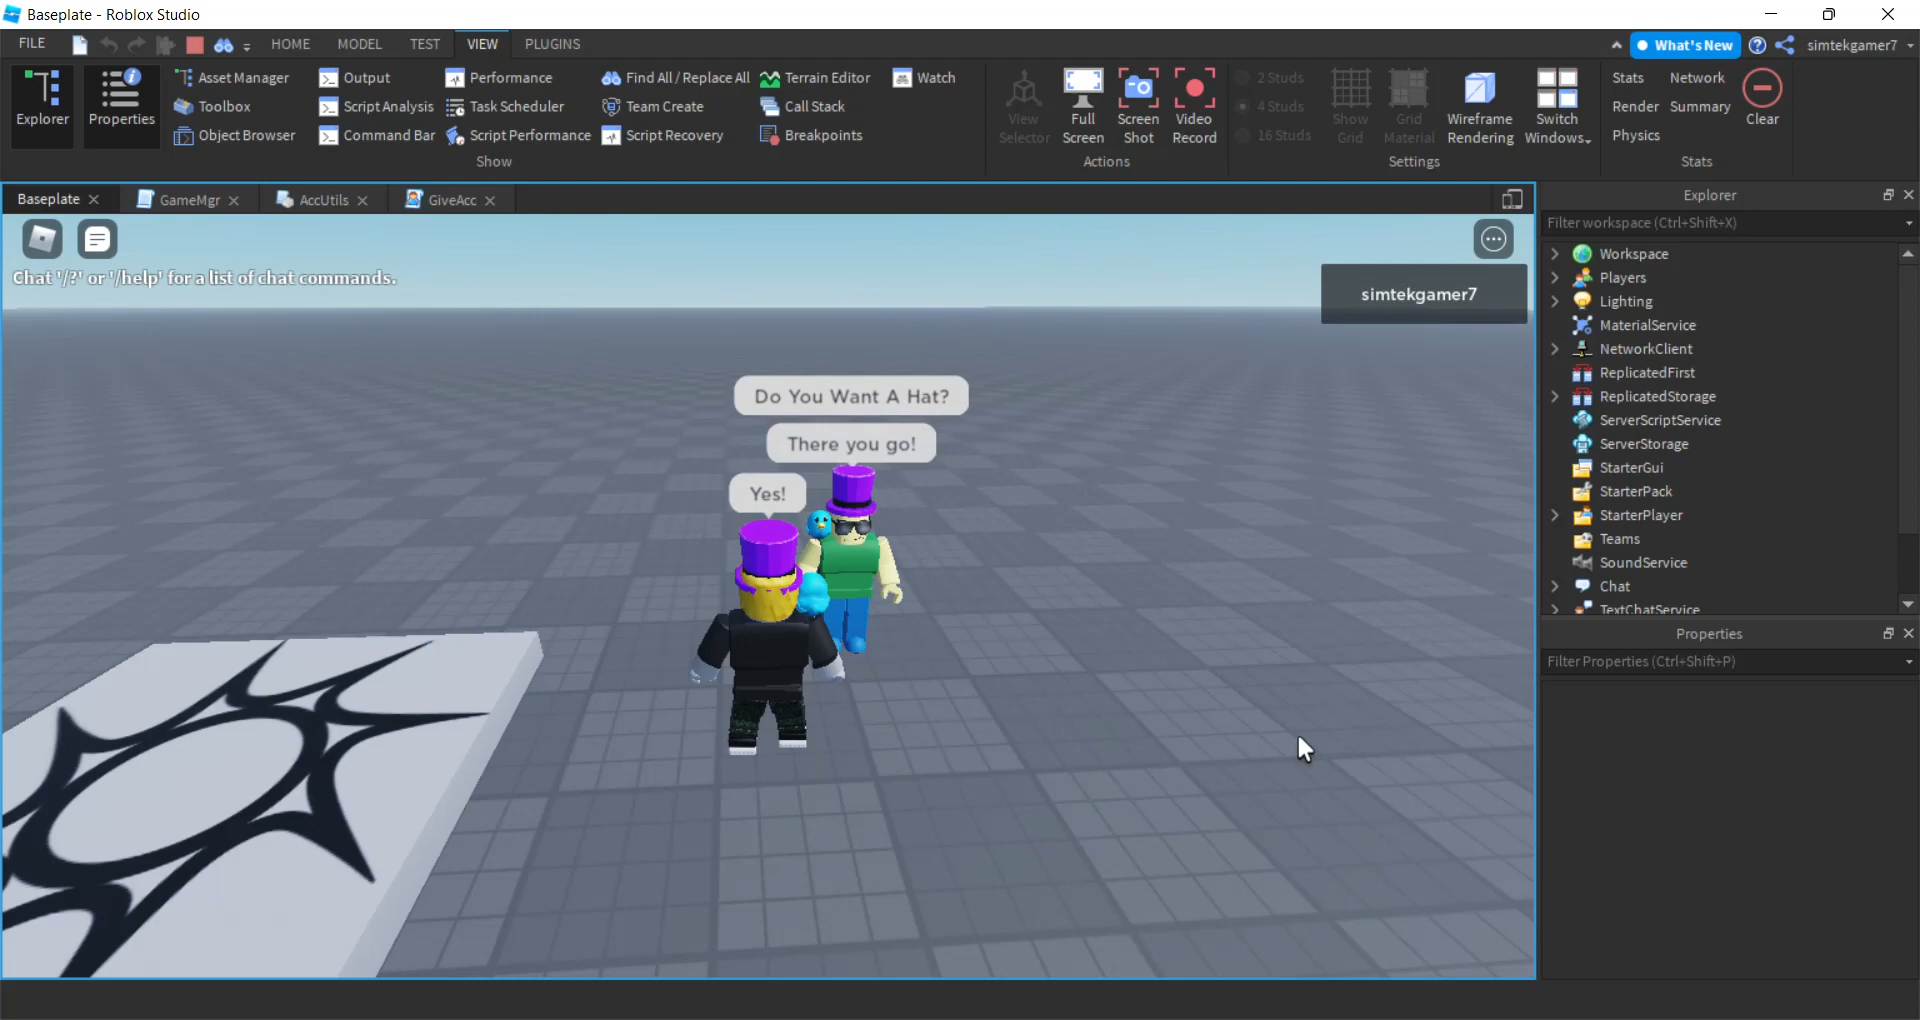 Baseplate - Roblox Studio
FILE HOME MODEL TEST VIEW PLUGINS What's New simtekgamer7
Explorer
Properties
Asset Manager
Toolbox
Object Browser
Output
Script Analysis
Command Bar
Performance
Task Scheduler
Script Performance
Find All / Replace All
Team Create
Script Recovery
Terrain Editor
Call Stack
Breakpoints
Watch
Show
View
Selector
Full
Screen
Screen
Shot
Video
Record
Actions
2 Studs
4 Studs
16 Studs
Show
Grid
Grid
Material
Wireframe
Rendering
Switch
Windows
Settings
Stats Network
Render Summary
Physics
Clear
Stats
Baseplate GameMgr AccUtils GiveAcc
Chat '/?' or '/help' for a list of chat commands.
simtekgamer7
Do You Want A Hat?
There you go!
Yes!
Explorer
Filter workspace (Ctrl+Shift+X)
Workspace
Players
Lighting
MaterialService
NetworkClient
ReplicatedFirst
ReplicatedStorage
ServerScriptService
ServerStorage
StarterGui
StarterPack
StarterPlayer
Teams
SoundService
Chat
TextChatService
Properties
Filter Properties (Ctrl+Shift+P)